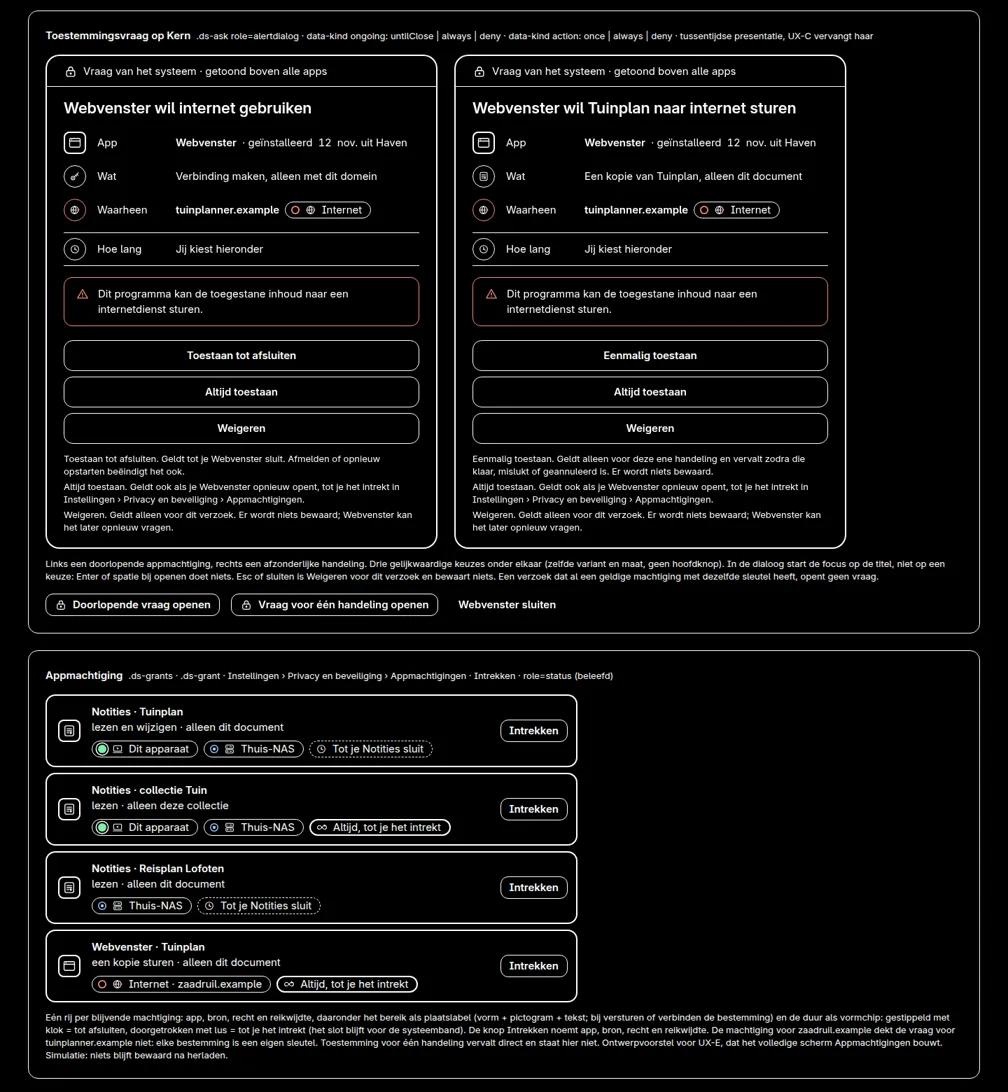 Toestemmingsvraag op Kern .ds-ask role=alertdialog · data-kind ongoing: untilClose | always | deny · data-kind action: once | always | deny · tussentijdse presentatie, UX-C vervangt haar
Vraag van het systeem · getoond boven alle apps
Webvenster wil internet gebruiken
App Webvenster · geïnstalleerd 12 nov. uit Haven
Wat Verbinding maken, alleen met dit domein
Waarheen tuinplanner.example Internet
Hoe lang Jij kiest hieronder
Dit programma kan de toegestane inhoud naar een
internetdienst sturen.
Toestaan tot afsluiten
Altijd toestaan
Weigeren
Toestaan tot afsluiten. Geldt tot je Webvenster sluit. Afmelden of opnieuw
opstarten beëindigt het ook.
Altijd toestaan. Geldt ook als je Webvenster opnieuw opent, tot je het intrekt in
Instellingen › Privacy en beveiliging › Appmachtigingen.
Weigeren. Geldt alleen voor dit verzoek. Er wordt niets bewaard; Webvenster kan
het later opnieuw vragen.
Vraag van het systeem · getoond boven alle apps
Webvenster wil Tuinplan naar internet sturen
App Webvenster · geïnstalleerd 12 nov. uit Haven
Wat Een kopie van Tuinplan, alleen dit document
Waarheen tuinplanner.example Internet
Hoe lang Jij kiest hieronder
Dit programma kan de toegestane inhoud naar een
internetdienst sturen.
Eenmalig toestaan
Altijd toestaan
Weigeren
Eenmalig toestaan. Geldt alleen voor deze ene handeling en vervalt zodra die
klaar, mislukt of geannuleerd is. Er wordt niets bewaard.
Altijd toestaan. Geldt ook als je Webvenster opnieuw opent, tot je het intrekt in
Instellingen › Privacy en beveiliging › Appmachtigingen.
Weigeren. Geldt alleen voor dit verzoek. Er wordt niets bewaard; Webvenster kan
het later opnieuw vragen.
Links een doorlopende appmachtiging, rechts een afzonderlijke handeling. Drie gelijkwaardige keuzes onder elkaar (zelfde variant en maat, geen hoofdknop). In de dialoog start de focus op de titel, niet op een
keuze: Enter of spatie bij openen doet niets. Esc of sluiten is Weigeren voor dit verzoek en bewaart niets. Een verzoek dat al een geldige machtiging met dezelfde sleutel heeft, opent geen vraag.
Doorlopende vraag openen Vraag voor één handeling openen Webvenster sluiten
Appmachtiging .ds-grants · .ds-grant · Instellingen › Privacy en beveiliging › Appmachtigingen · Intrekken · role=status (beleefd)
Notities · Tuinplan
lezen en wijzigen · alleen dit document
Dit apparaat Thuis-NAS Tot je Notities sluit
Intrekken
Notities · collectie Tuin
lezen · alleen deze collectie
Dit apparaat Thuis-NAS Altijd, tot je het intrekt
Intrekken
Notities · Reisplan Lofoten
lezen · alleen dit document
Thuis-NAS Tot je Notities sluit
Intrekken
Webvenster · Tuinplan
een kopie sturen · alleen dit document
Internet · zaadruil.example Altijd, tot je het intrekt
Intrekken
Eén rij per blijvende machtiging: app, bron, recht en reikwijdte, daaronder het bereik als plaatslabel (vorm + pictogram + tekst; bij versturen of verbinden de bestemming) en de duur als vormchip: gestippeld met
klok = tot afsluiten, doorgetrokken met lus = tot je het intrekt (het slot blijft voor de systeemband). De knop Intrekken noemt app, bron, recht en reikwijdte. De machtiging voor zaadruil.example dekt de vraag voor
tuinplanner.example niet: elke bestemming is een eigen sleutel. Toestemming voor één handeling vervalt direct en staat hier niet. Ontwerpvoorstel voor UX-E, dat het volledige scherm Appmachtigingen bouwt.
Simulatie: niets blijft bewaard na herladen.